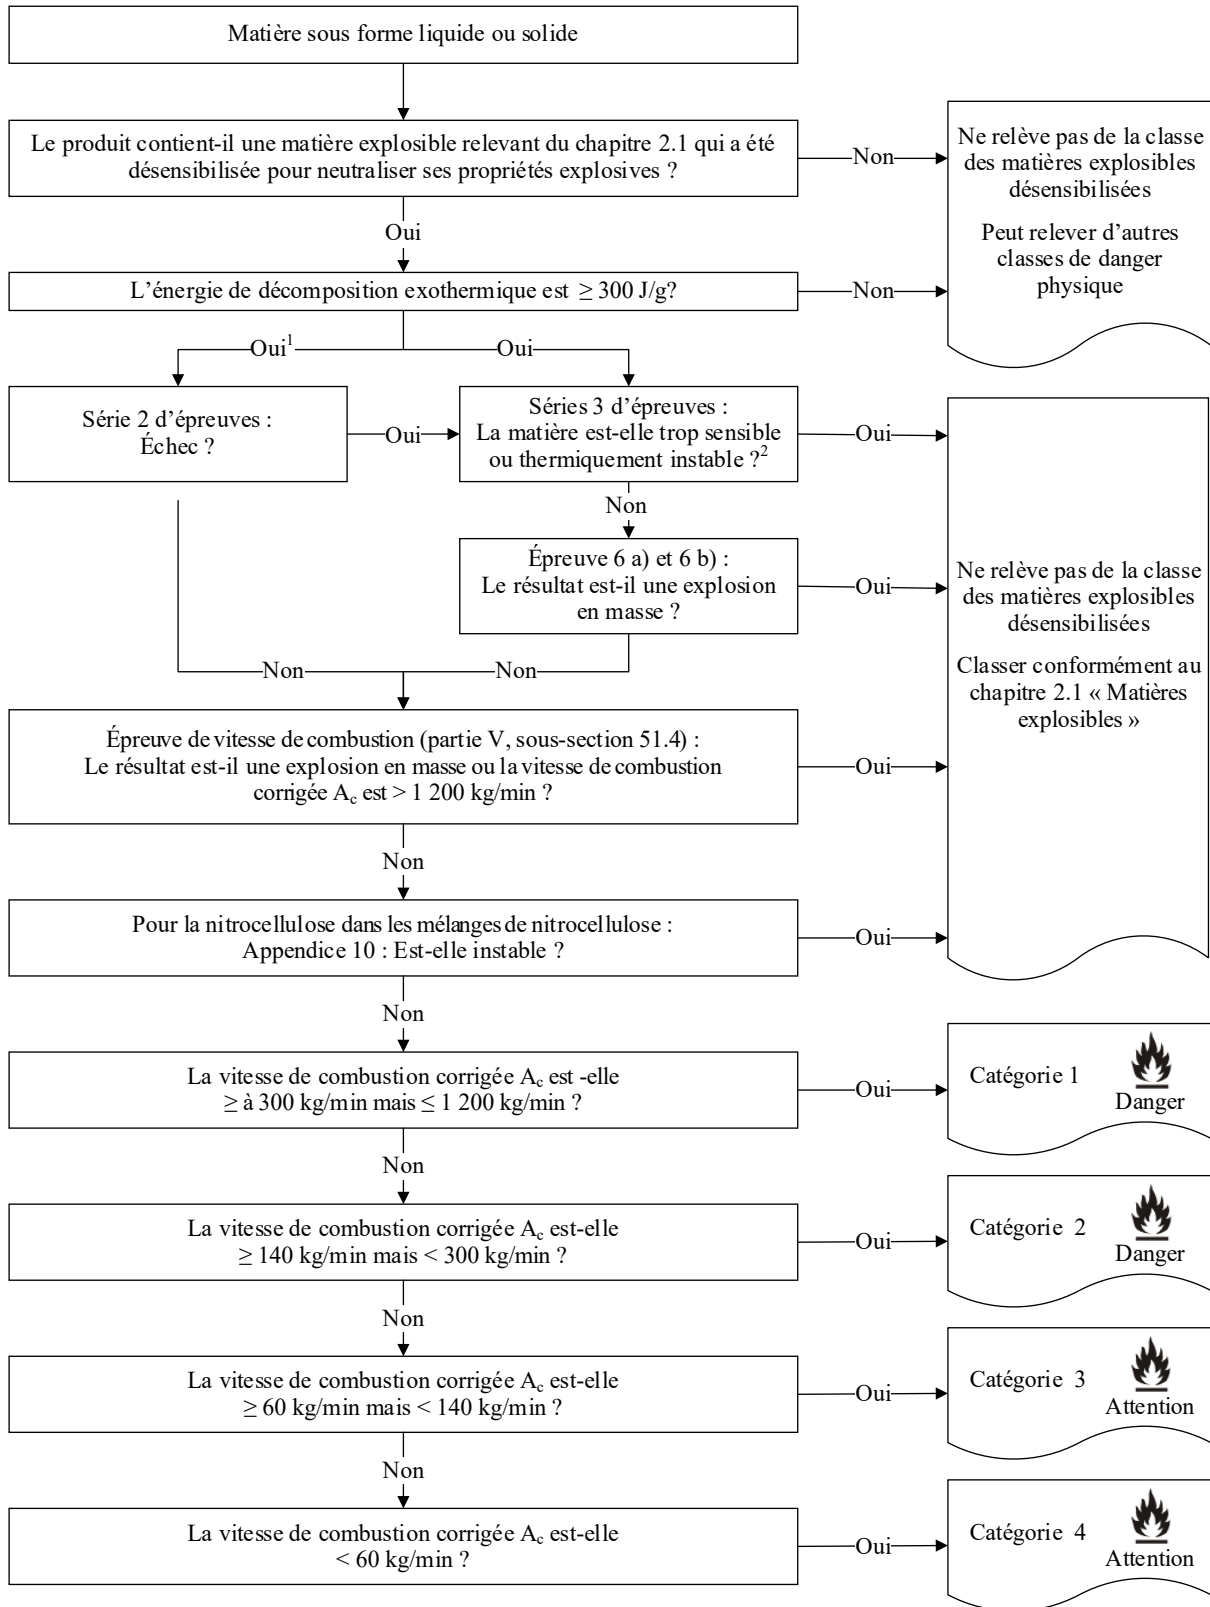 Matière sous forme liquide ou solide
Le produit contient-il une matière explosible relevant du chapitre 2.1 qui a été
désensibilisée pour neutraliser ses propriétés explosives ?
Non
Ne relève pas de la classe
des matières explosibles
désensibilisées
Peut relever d'autres
classes de danger
physique
Oui
L'énergie de décomposition exothermique est ≥ 300 J/g?
Non
Oui¹
Oui
Série 2 d'épreuves :
Échec ?
Oui
Séries 3 d'épreuves :
La matière est-elle trop sensible
ou thermiquement instable ?²
Oui
Non
Épreuve 6 a) et 6 b) :
Le résultat est-il une explosion
en masse ?
Oui
Ne relève pas de la classe
des matières explosibles
désensibilisées
Classer conformément au
chapitre 2.1 « Matières
explosibles »
Non
Non
Épreuve de vitesse de combustion (partie V, sous-section 51.4) :
Le résultat est-il une explosion en masse ou la vitesse de combustion
corrigée Ac est > 1 200 kg/min ?
Oui
Non
Pour la nitrocellulose dans les mélanges de nitrocellulose :
Appendice 10 : Est-elle instable ?
Oui
Non
La vitesse de combustion corrigée Ac est -elle
≥ à 300 kg/min mais ≤ 1 200 kg/min ?
Oui
Catégorie 1
Danger
Non
La vitesse de combustion corrigée Ac est-elle
≥ 140 kg/min mais < 300 kg/min ?
Oui
Catégorie 2
Danger
Non
La vitesse de combustion corrigée Ac est-elle
≥ 60 kg/min mais < 140 kg/min ?
Oui
Catégorie 3
Attention
Non
La vitesse de combustion corrigée Ac est-elle
< 60 kg/min ?
Oui
Catégorie 4
Attention